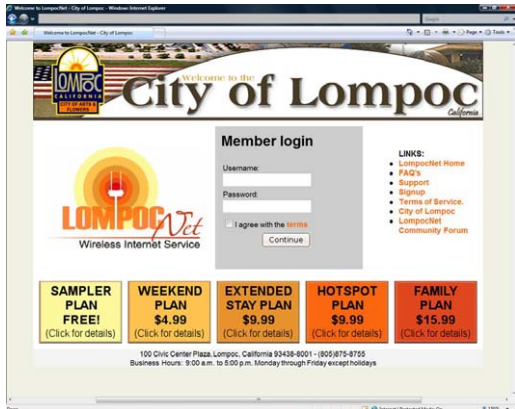 Welcome to LompocNet - City of Lompoc - Windows Internet Explorer
Google
Welcome to LompocNet - City of Lompoc
Page
Tools
LOMPOC
CALIFORNIA
CITY OF ARTS &
FLOWERS
Welcome to the
City of Lompoc
California
LOMPOC Net
Wireless Internet Service
Member login
Username:
Password:
I agree with the terms
Continue
LINKS:
LompocNet Home
FAQ's
Support
Signup
Terms of Service.
City of Lompoc
LompocNet
Community Forum
SAMPLER
PLAN
FREE!
(Click for details)
WEEKEND
PLAN
$4.99
(Click for details)
EXTENDED
STAY PLAN
$9.99
(Click for details)
HOTSPOT
PLAN
$9.99
(Click for details)
FAMILY
PLAN
$15.99
(Click for details)
100 Civic Center Plaza, Lompoc, California 93438-8001 - (805)875-8755
Business Hours: 9:00 a.m. to 5:00 p.m. Monday through Friday except holidays